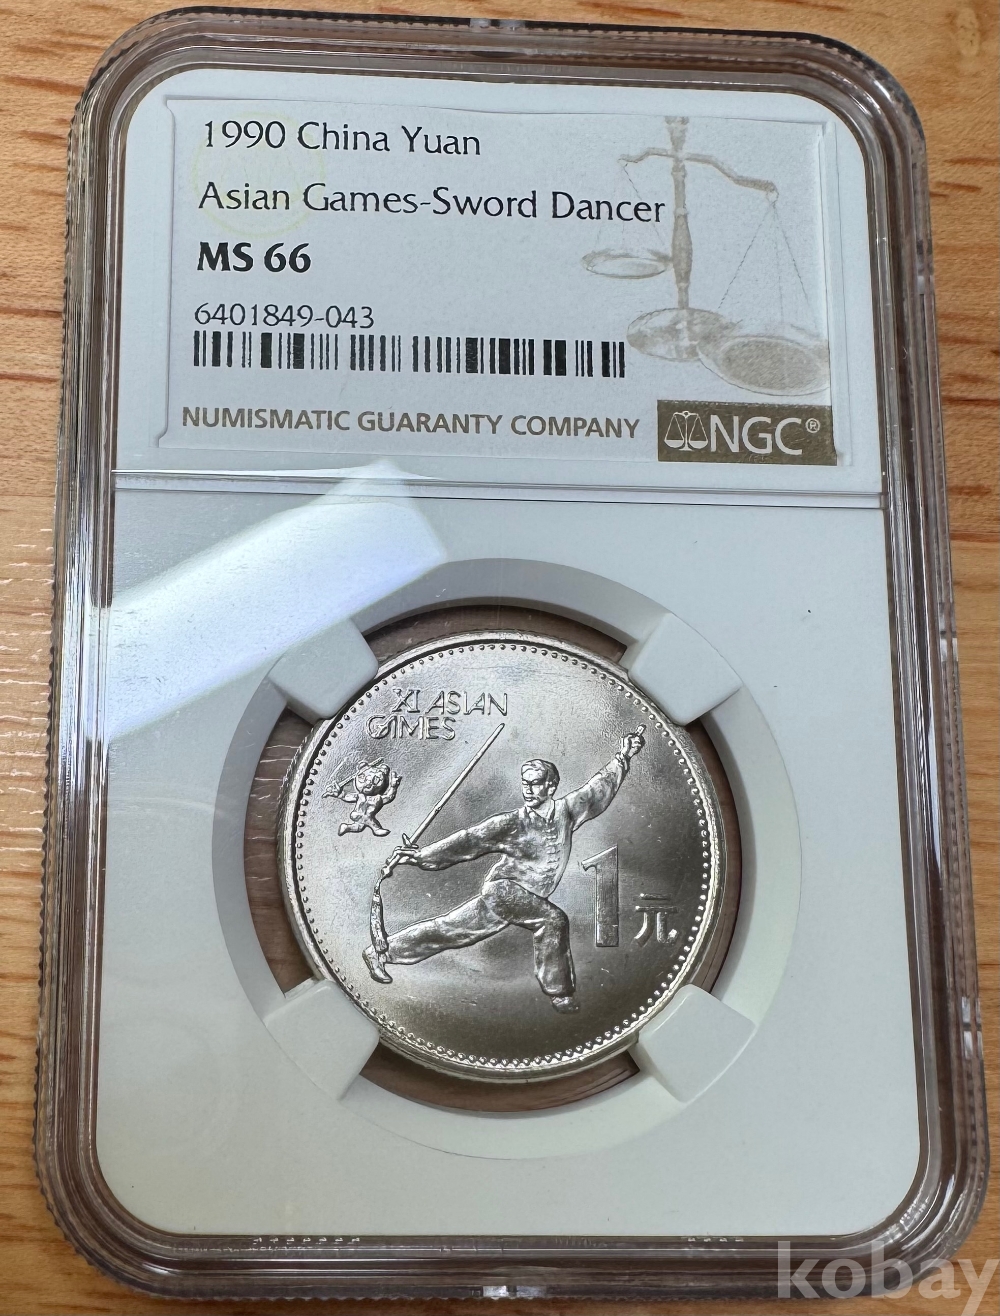 1990 China Yuan
Asian Games-Sword Dancer
MS 66
6401849-043
NUMISMATIC GUARANTY COMPANY
NGC®
XI ASIAN
GAMES
1元
kobay